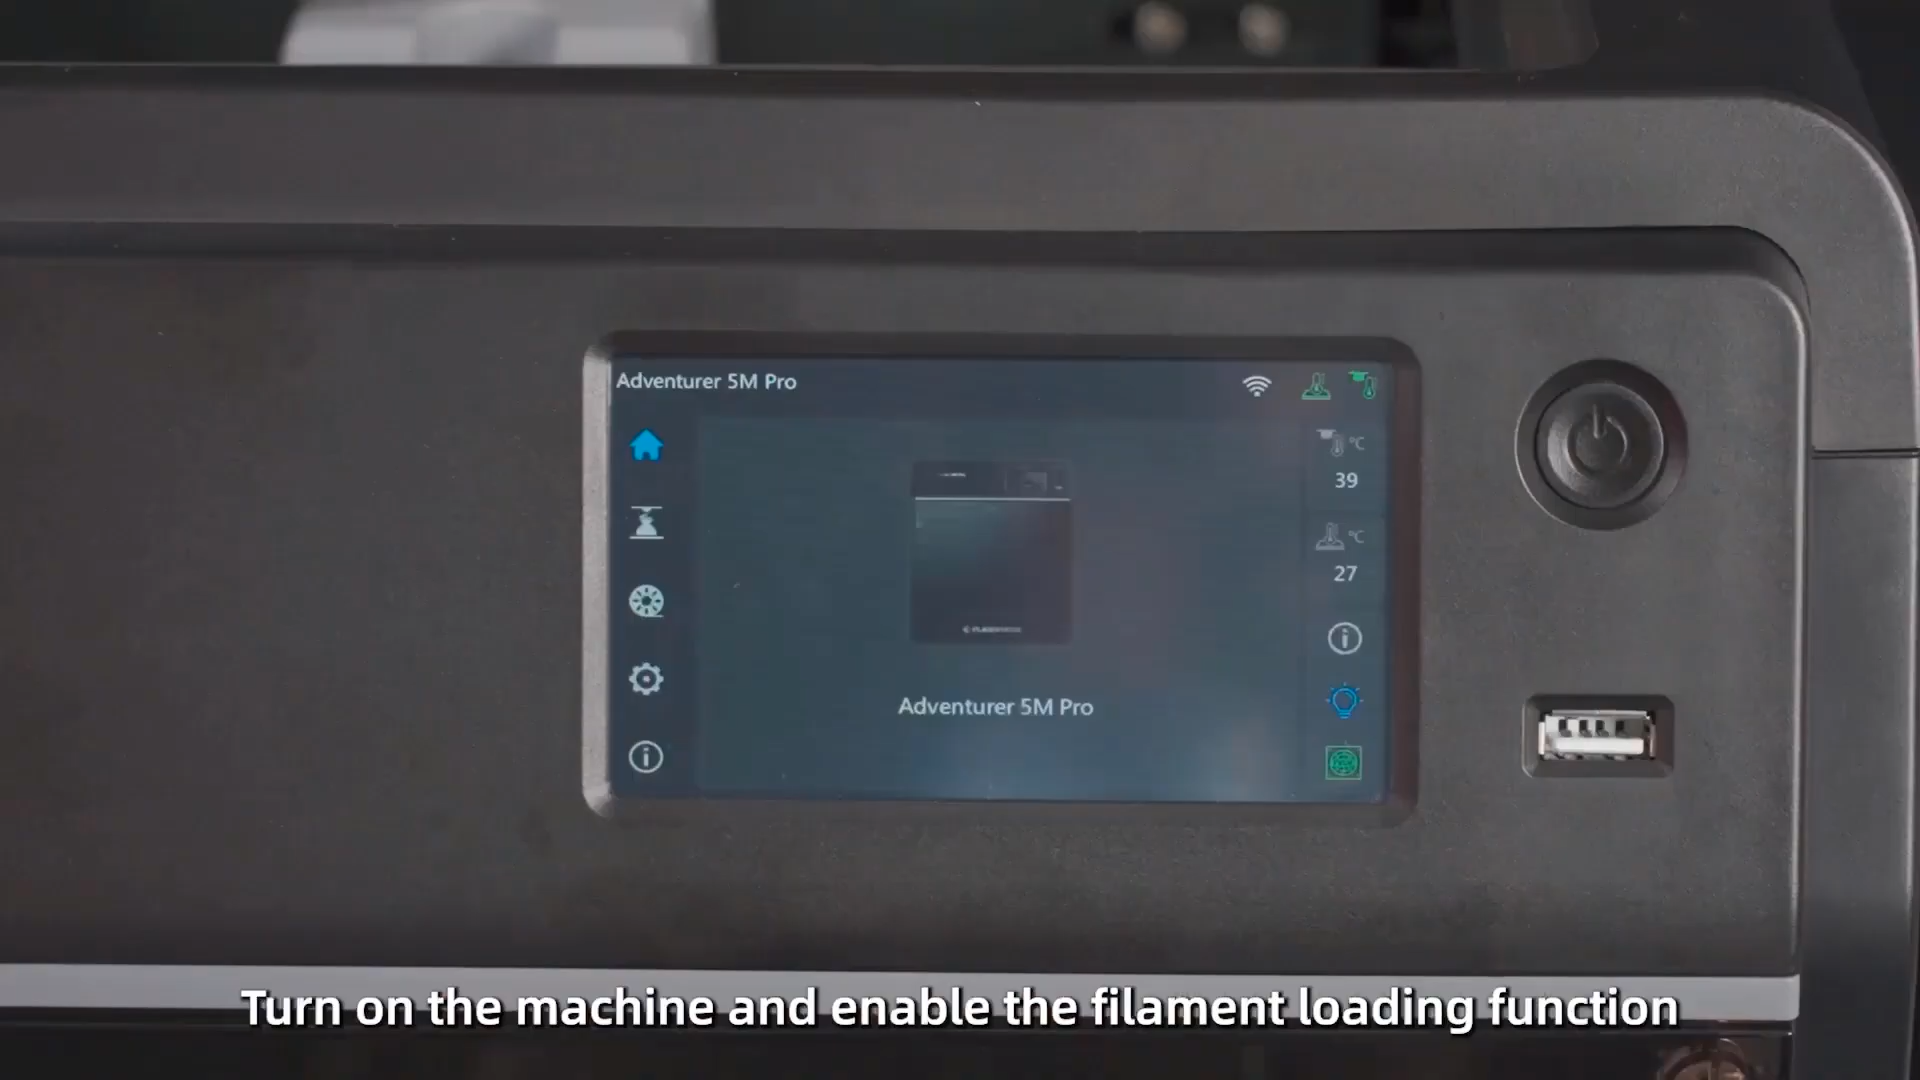 Adventurer 5M Pro
°C
39
°C
27
Adventurer 5M Pro
Turn on the machine and enable the filament loading function